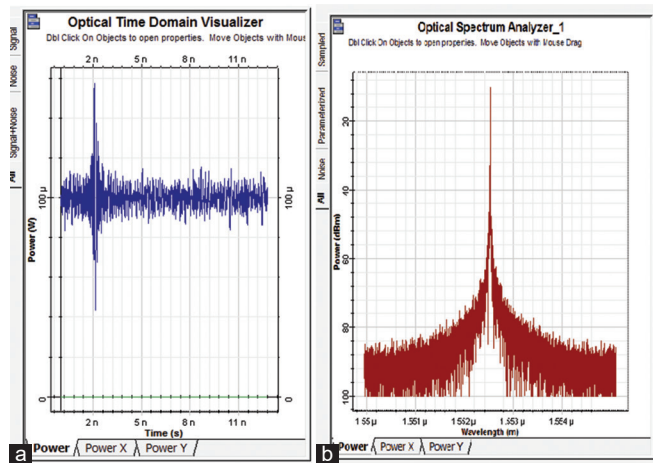 Optical Time Domain Visualizer
Dbl Click On Objects to open properties. Move Objects with Mous
Signal
Noise
Signal+Noise
All
2 n 5 n 8 n 11 n
Power (W)
100 µ
0
100 µ
0
2 n 5 n 8 n 11 n
Time (s)
Power Power X Power Y
a
Optical Spectrum Analyzer_1
Dbl Click On Objects to open properties. Move Objects with Mouse Drag
Sampled
Parameterized
Noise
All
Power (dBm)
20
40
60
80
100
1.55 µ 1.551 µ 1.552 µ 1.553 µ 1.554 µ
Wavelength (m)
Power Power X Power Y
b